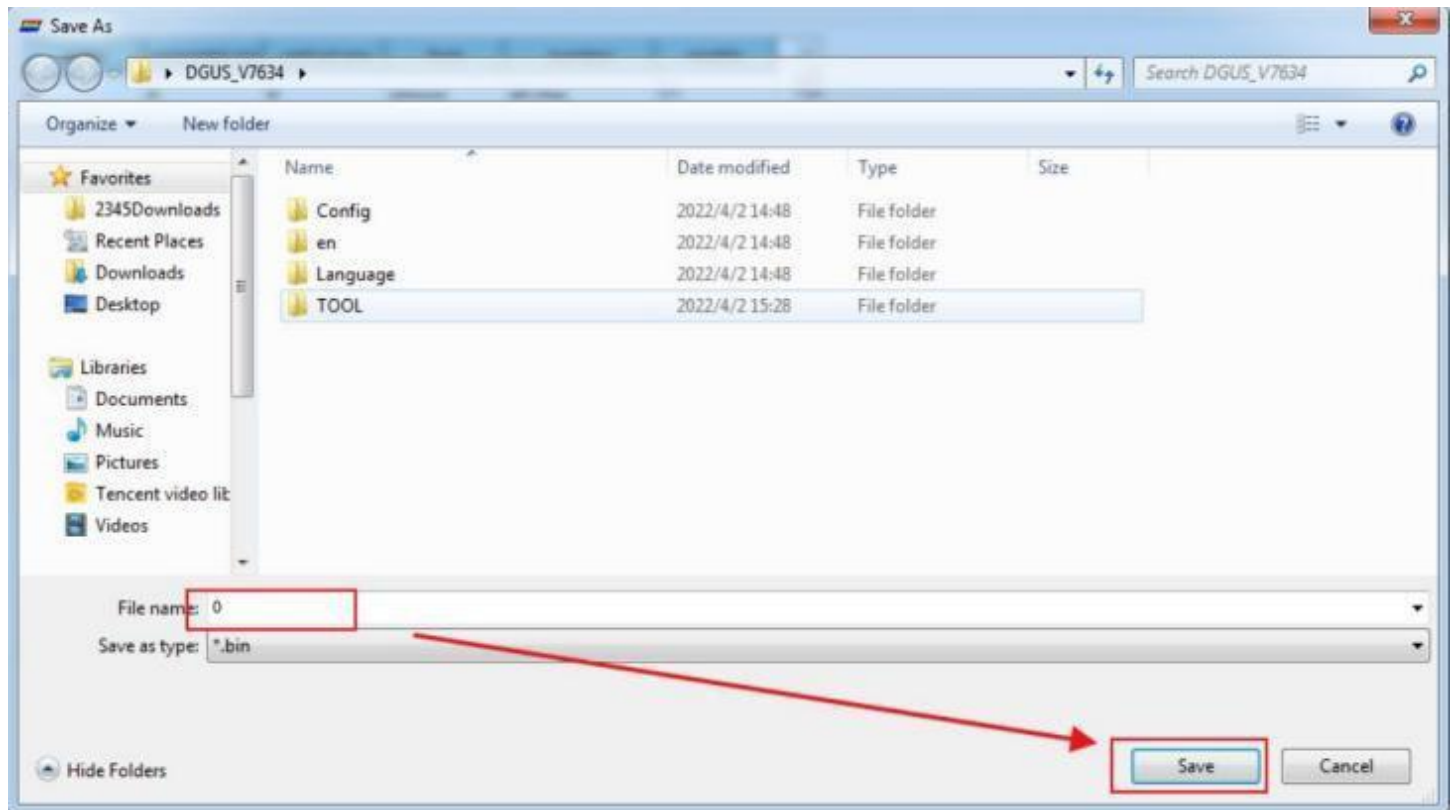 Save As
DGUS_V7634
Search DGUS_V7634
Organize
New folder
Name
Date modified
Type
Size
Favorites
2345Downloads
Recent Places
Downloads
Desktop
Libraries
Documents
Music
Pictures
Tencent video lib
Videos
Config 2022/4/2 14:48 File folder
en 2022/4/2 14:48 File folder
Language 2022/4/2 14:48 File folder
TOOL 2022/4/2 15:28 File folder
File name: 0
Save as type: *.bin
Hide Folders
Save
Cancel